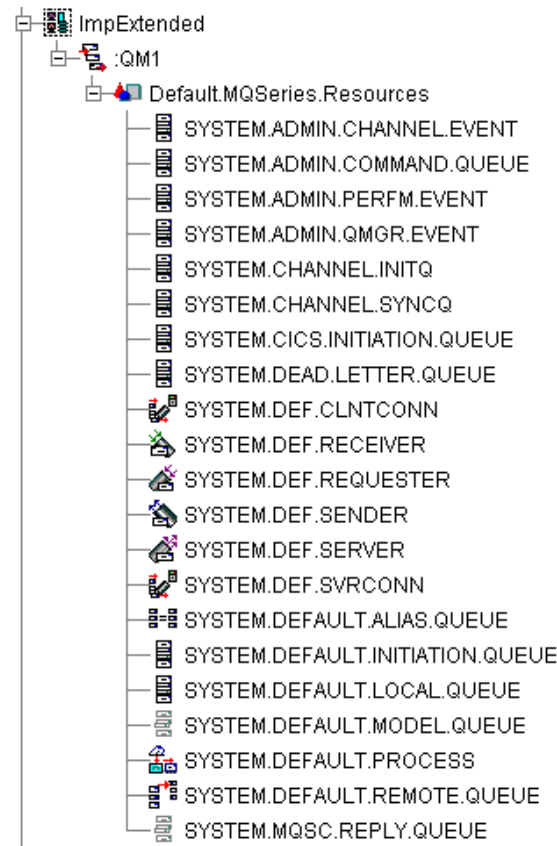 ImpExtended
:QM1
Default.MQSeries.Resources
SYSTEM.ADMIN.CHANNEL.EVENT
SYSTEM.ADMIN.COMMAND.QUEUE
SYSTEM.ADMIN.PERFM.EVENT
SYSTEM.ADMIN.QMGR.EVENT
SYSTEM.CHANNEL.INITQ
SYSTEM.CHANNEL.SYNCQ
SYSTEM.CICS.INITIATION.QUEUE
SYSTEM.DEAD.LETTER.QUEUE
SYSTEM.DEF.CLNTCONN
SYSTEM.DEF.RECEIVER
SYSTEM.DEF.REQUESTER
SYSTEM.DEF.SENDER
SYSTEM.DEF.SERVER
SYSTEM.DEF.SVRCONN
SYSTEM.DEFAULT.ALIAS.QUEUE
SYSTEM.DEFAULT.INITIATION.QUEUE
SYSTEM.DEFAULT.LOCAL.QUEUE
SYSTEM.DEFAULT.MODEL.QUEUE
SYSTEM.DEFAULT.PROCESS
SYSTEM.DEFAULT.REMOTE.QUEUE
SYSTEM.MQSC.REPLY.QUEUE